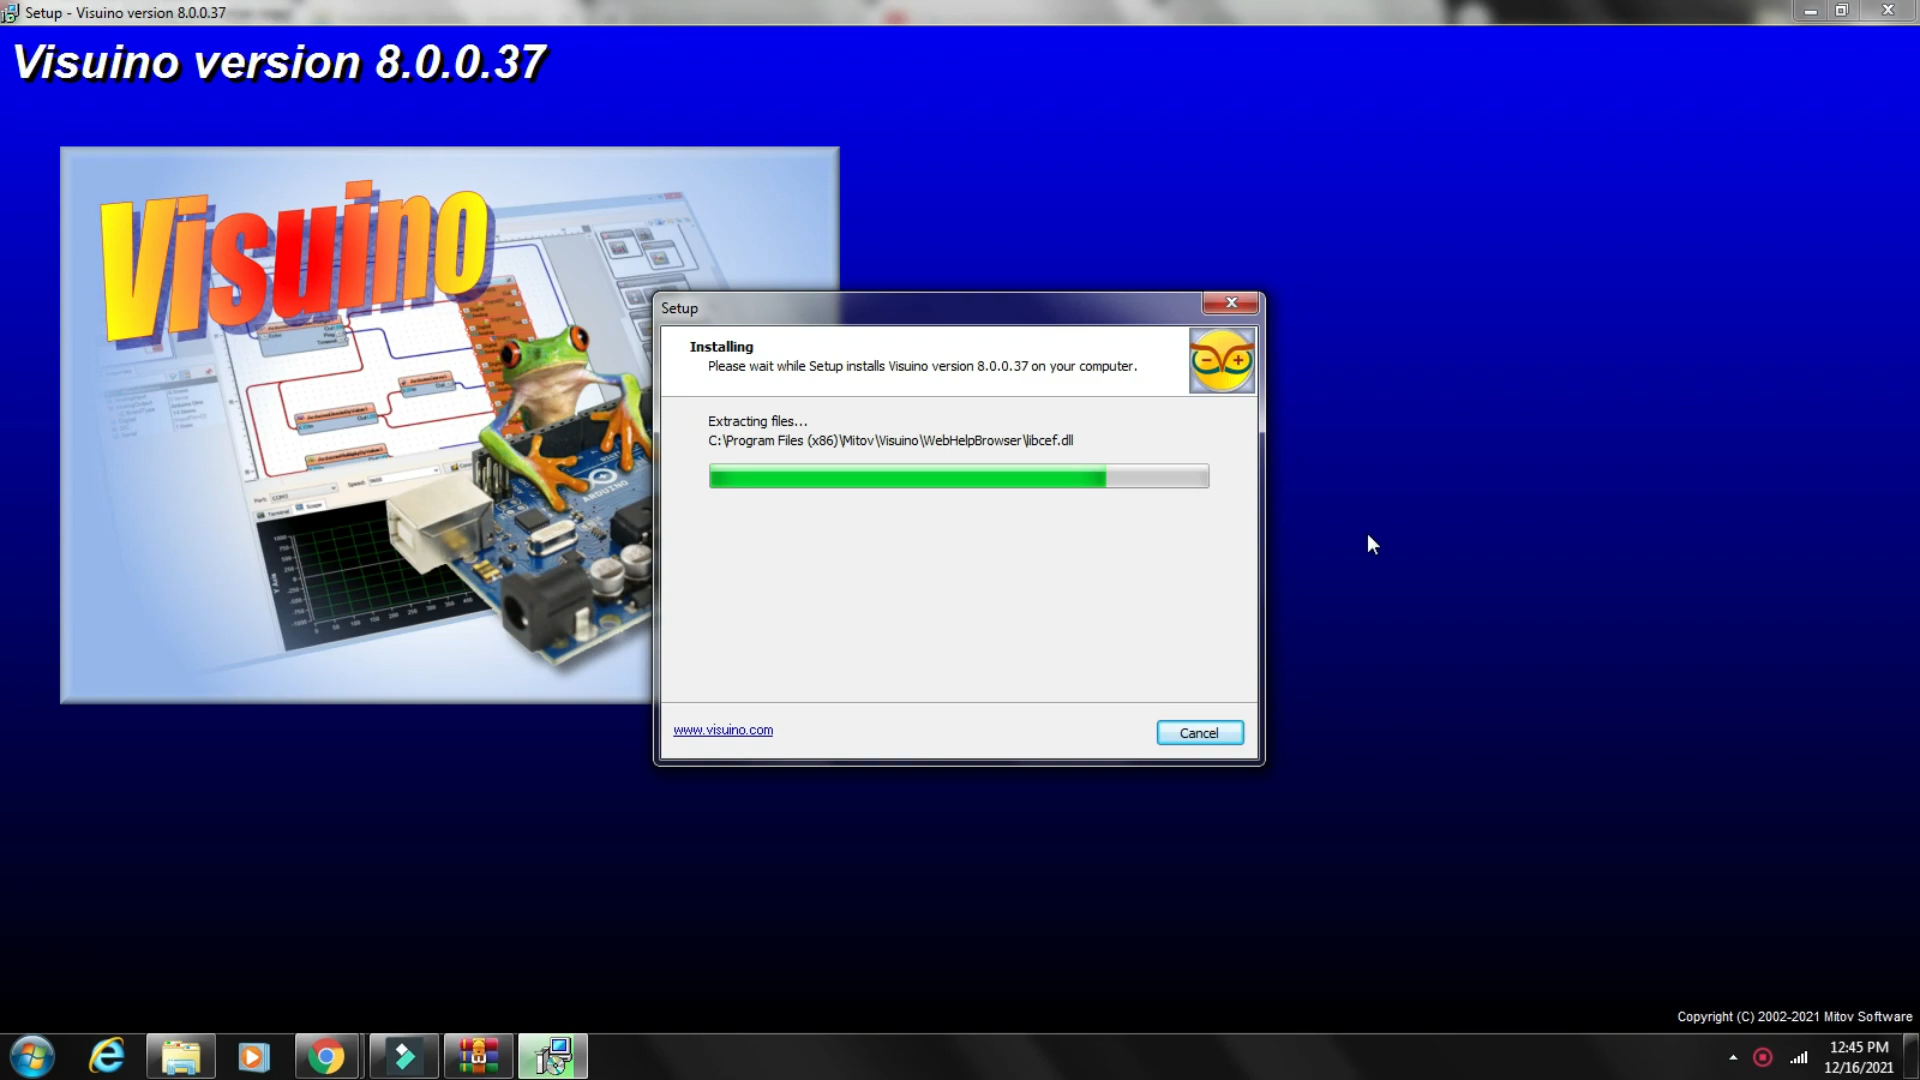 Setup - Visuino version 8.0.0.37
Visuino version 8.0.0.37
Visuino
Setup
Installing
Please wait while Setup installs Visuino version 8.0.0.37 on your computer.
Extracting files...
C:\Program Files (x86)\Mitov\Visuino\WebHelpBrowser\libcef.dll
ARDUINO
www.visuino.com
Cancel
Copyright (C) 2002-2021 Mitov Software
12:45 PM
12/16/2021